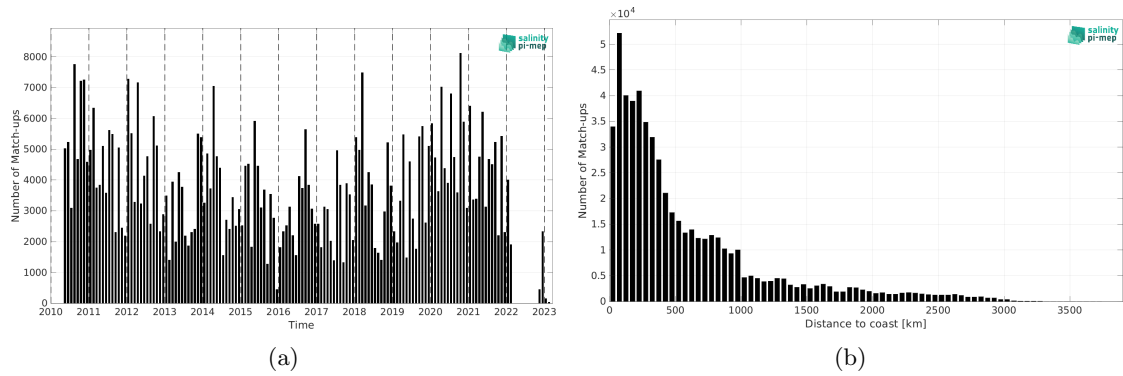 salinity
pi-mep
8000
7000
6000
5000
4000
3000
2000
1000
0
Number of Match-ups
2010 2011 2012 2013 2014 2015 2016 2017 2018 2019 2020 2021 2022 2023
Time
(a)
×10⁴
salinity
pi-mep
5
4.5
4
3.5
3
2.5
2
1.5
1
0.5
0
Number of Match-ups
0 500 1000 1500 2000 2500 3000 3500
Distance to coast [km]
(b)